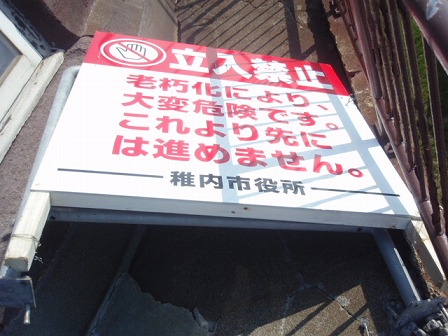 立入禁止
老朽化により、
大変危険です。
これより先に
は進めません。
稚内市役所